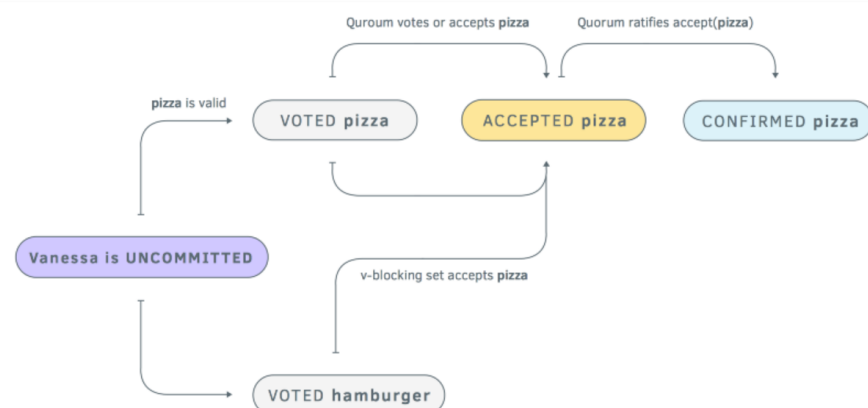 Quroum votes or accepts pizza
Quorum ratifies accept(pizza)
pizza is valid
VOTED pizza
ACCEPTED pizza
CONFIRMED pizza
Vanessa is UNCOMMITTED
v-blocking set accepts pizza
VOTED hamburger